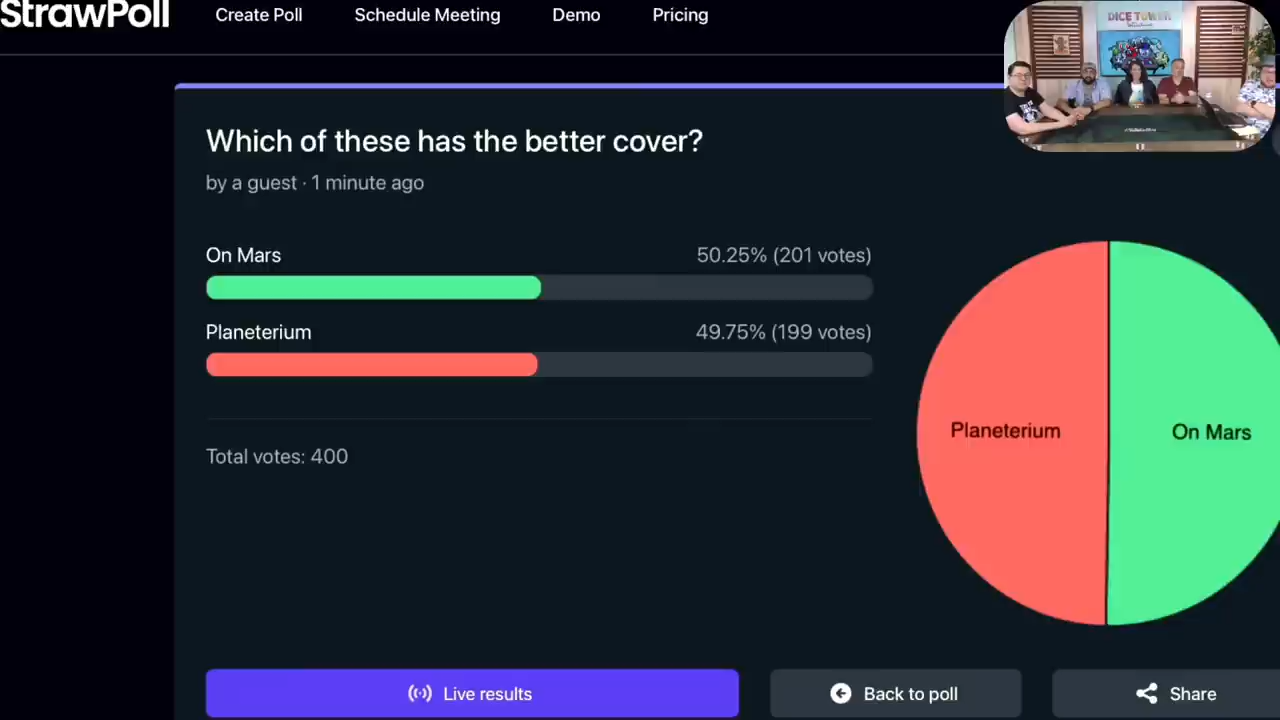 StrawPoll
Create Poll
Schedule Meeting
Demo
Pricing
DICE TOWER
Which of these has the better cover?
by a guest · 1 minute ago
On Mars
50.25% (201 votes)
Planeterium
49.75% (199 votes)
Total votes: 400
Planeterium
On Mars
Live results
Back to poll
Share